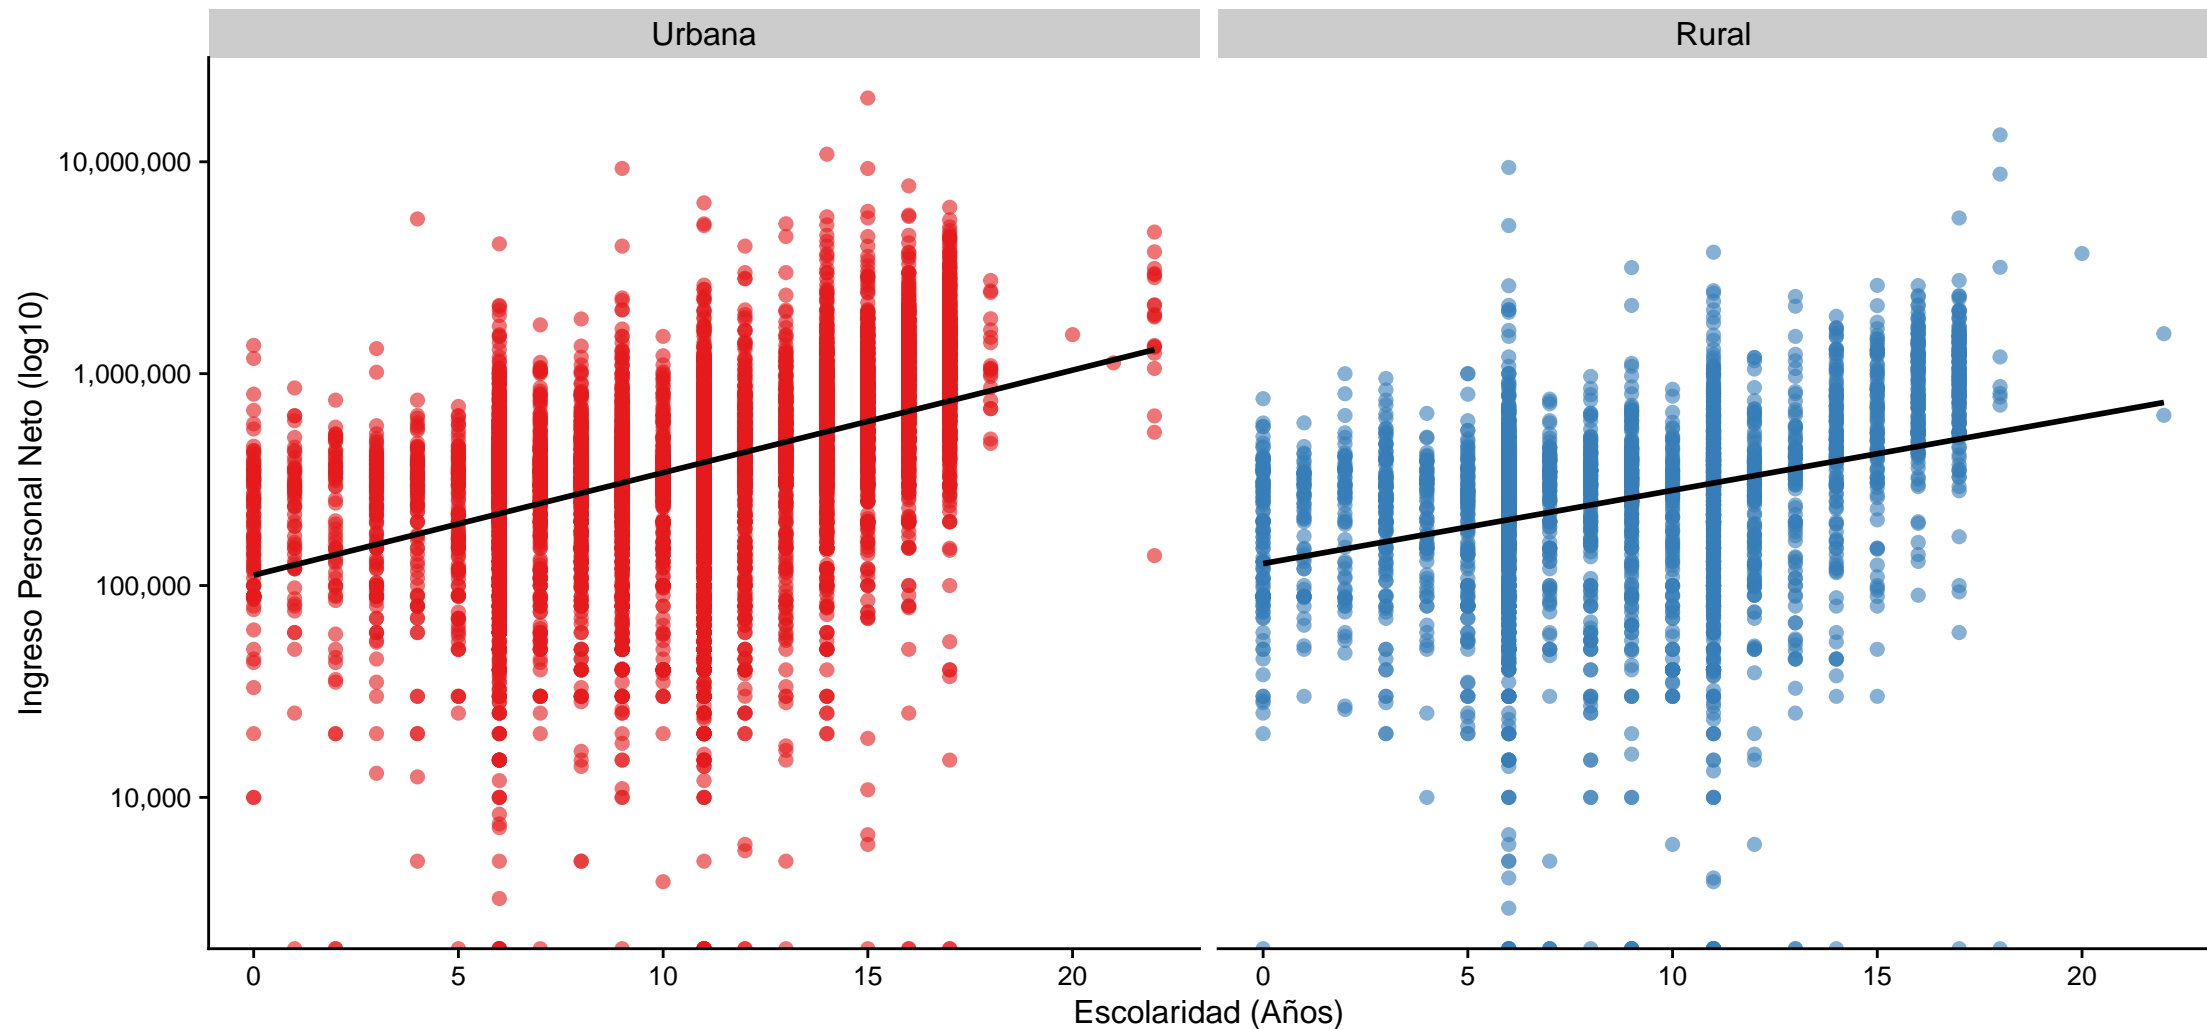 Urbana
Rural
Ingreso Personal Neto (log10)
10,000,000
1,000,000
100,000
10,000
0 5 10 15 20
0 5 10 15 20
Escolaridad (Años)